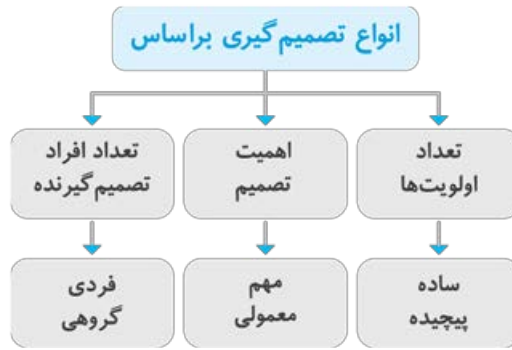 انواع تصمیم‌گیری براساس
تعداد
اولویت‌ها
اهمیت
تصمیم
تعداد افراد
تصمیم‌گیرنده
ساده
پیچیده
مهم
معمولی
فردی
گروهی